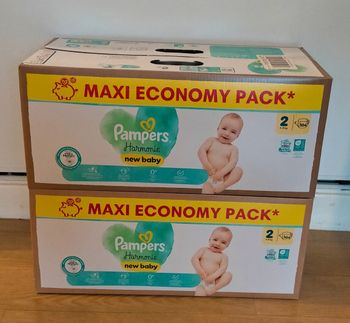 MAXI ECONOMY PACK*
Pampers
Harmonie
new baby
2
MAXI ECONOMY PACK*
Pampers
Harmonie
new baby
2